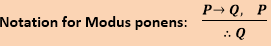 Notation for Modus ponens: P→ Q, P
∴ Q